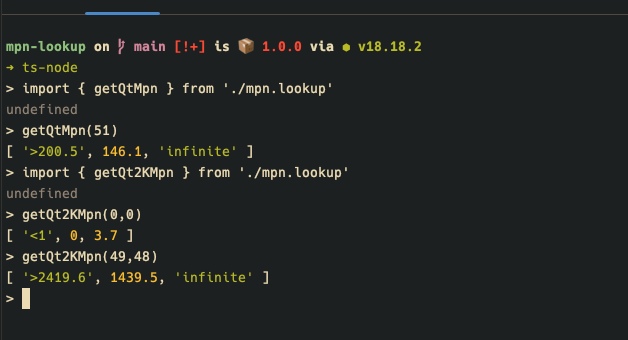 mpn-lookup on main [!+] is 📦 1.0.0 via v18.18.2
→ ts-node
> import { getQtMpn } from './mpn.lookup'
undefined
> getQtMpn(51)
[ '>200.5', 146.1, 'infinite' ]
> import { getQt2KMpn } from './mpn.lookup'
undefined
> getQt2KMpn(0,0)
[ '<1', 0, 3.7 ]
> getQt2KMpn(49,48)
[ '>2419.6', 1439.5, 'infinite' ]
>